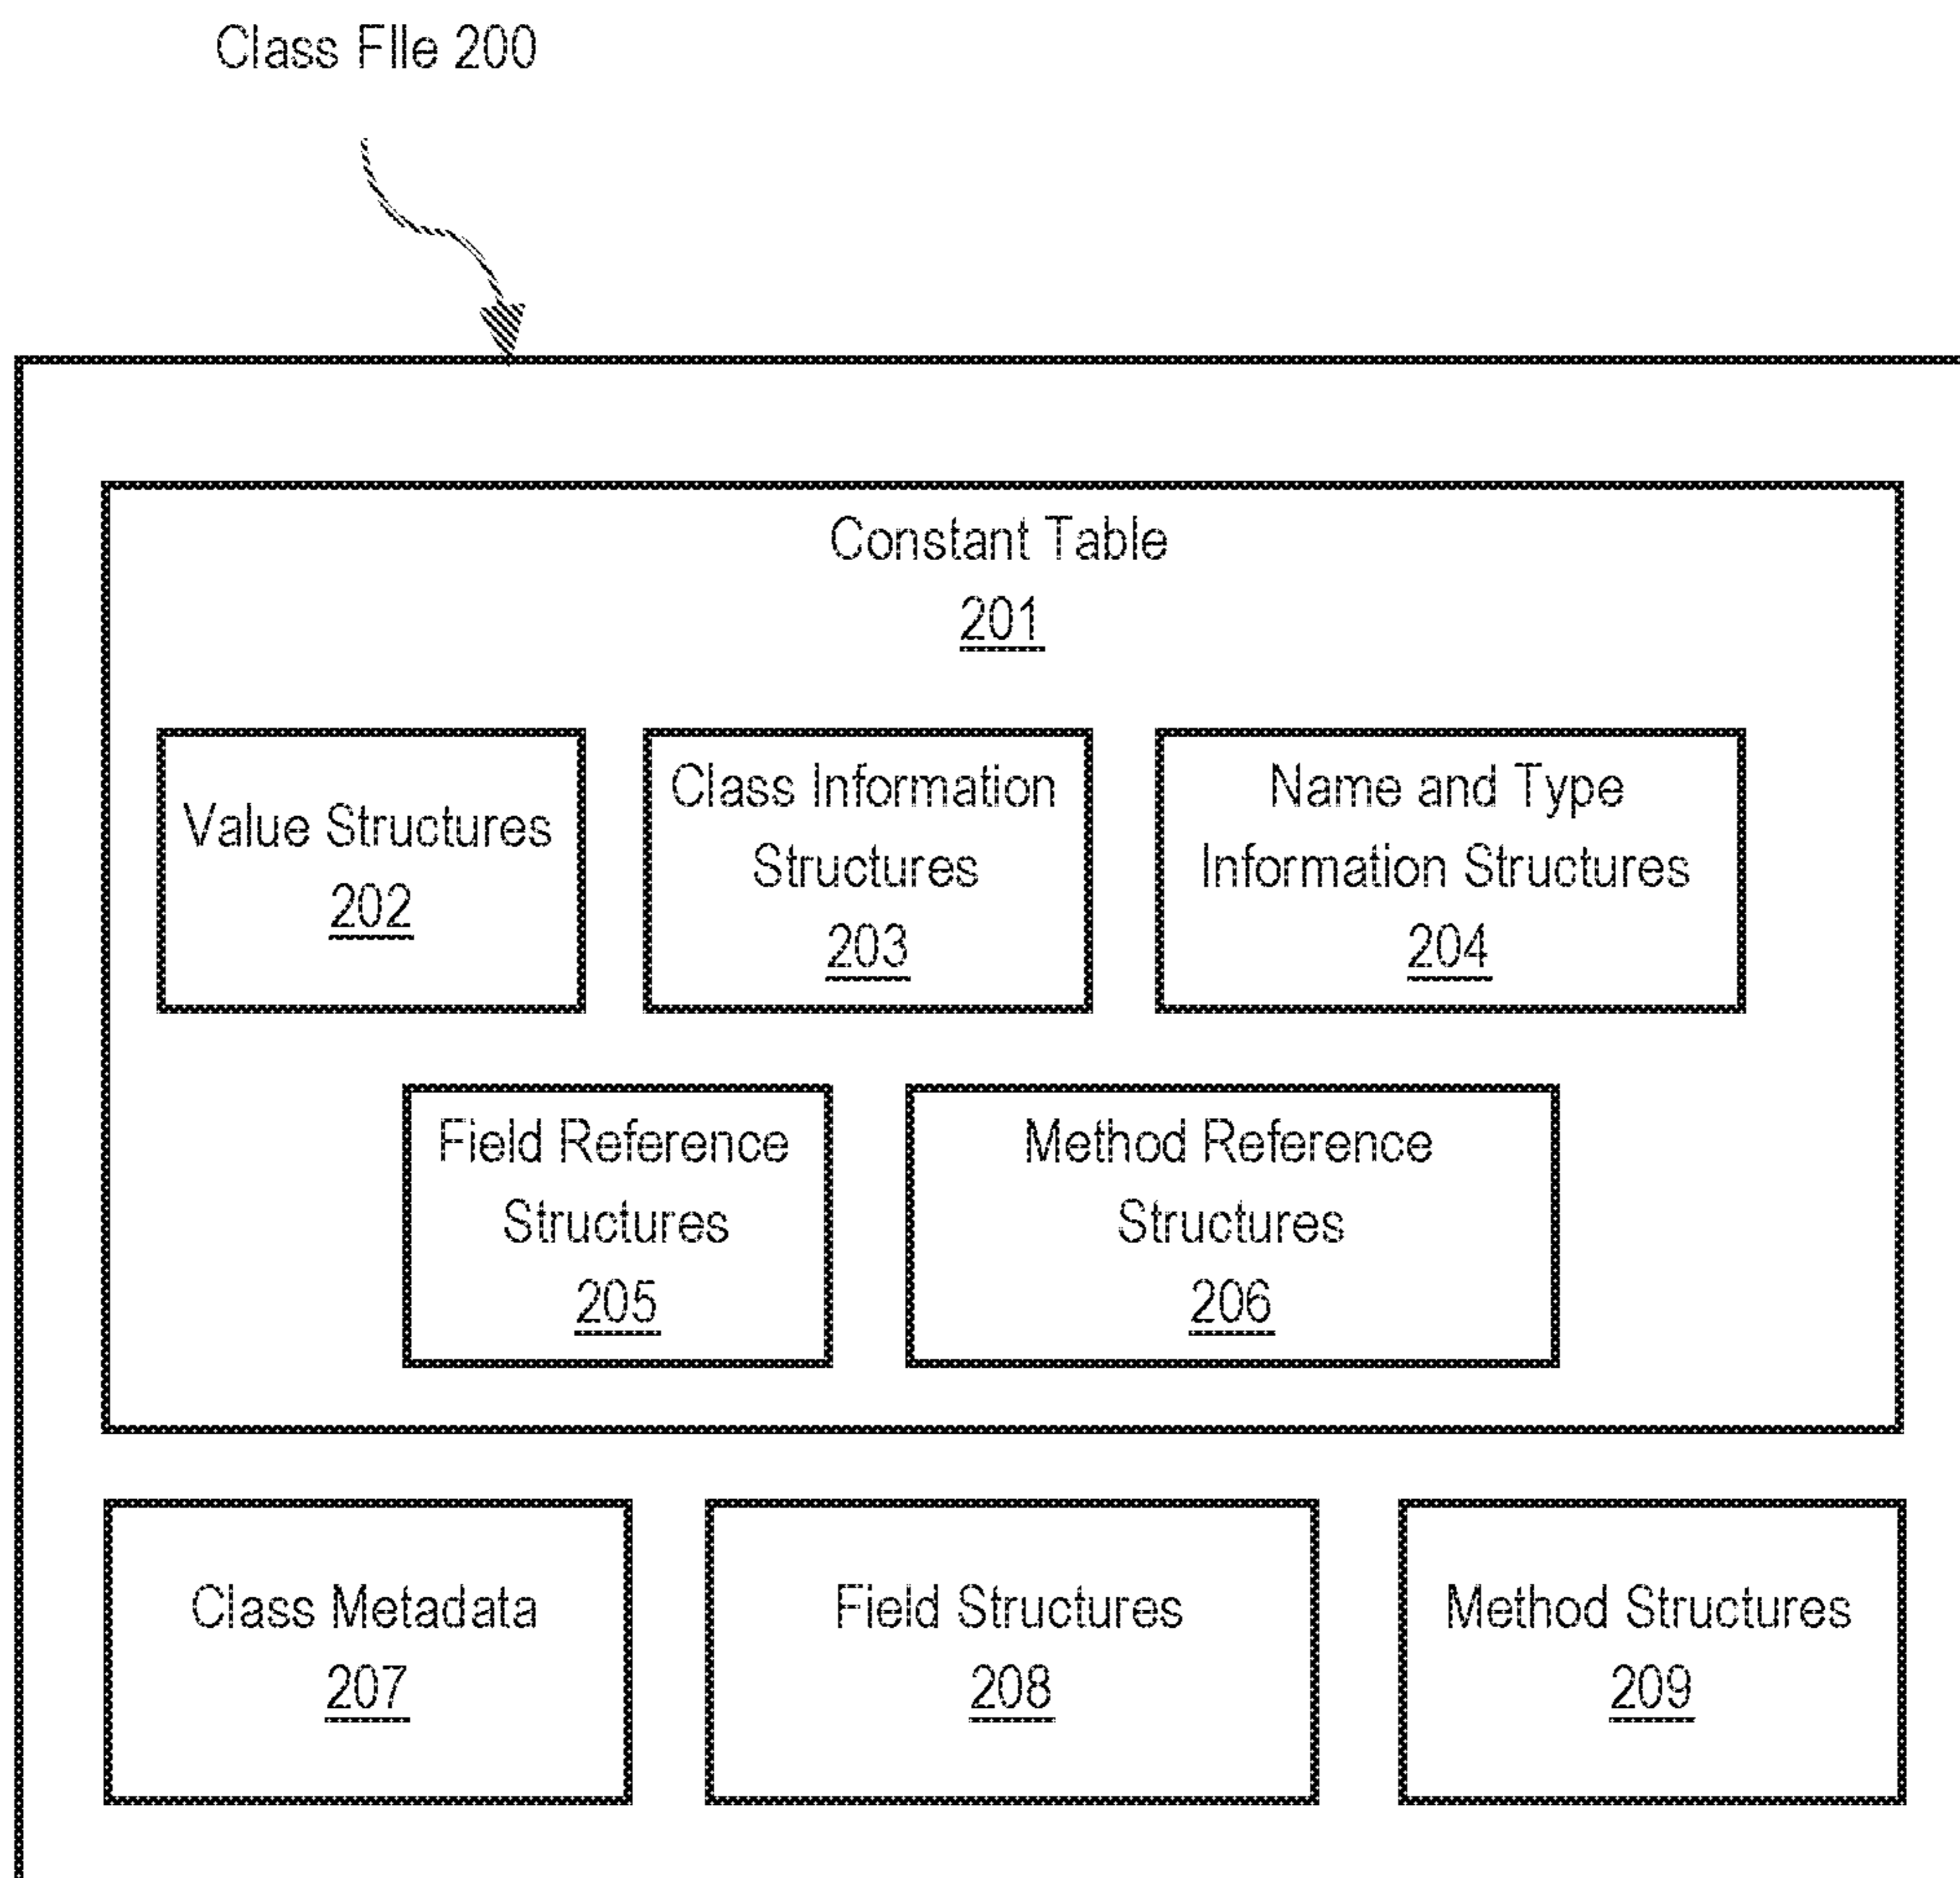 Class FIle 200
Constant Table
201
Value Structures
202
Class Information
Structures
203
Name and Type
Information Structures
204
Field Reference
Structures
205
Method Reference
Structures
206
Class Metadata
207
Field Structures
208
Method Structures
209